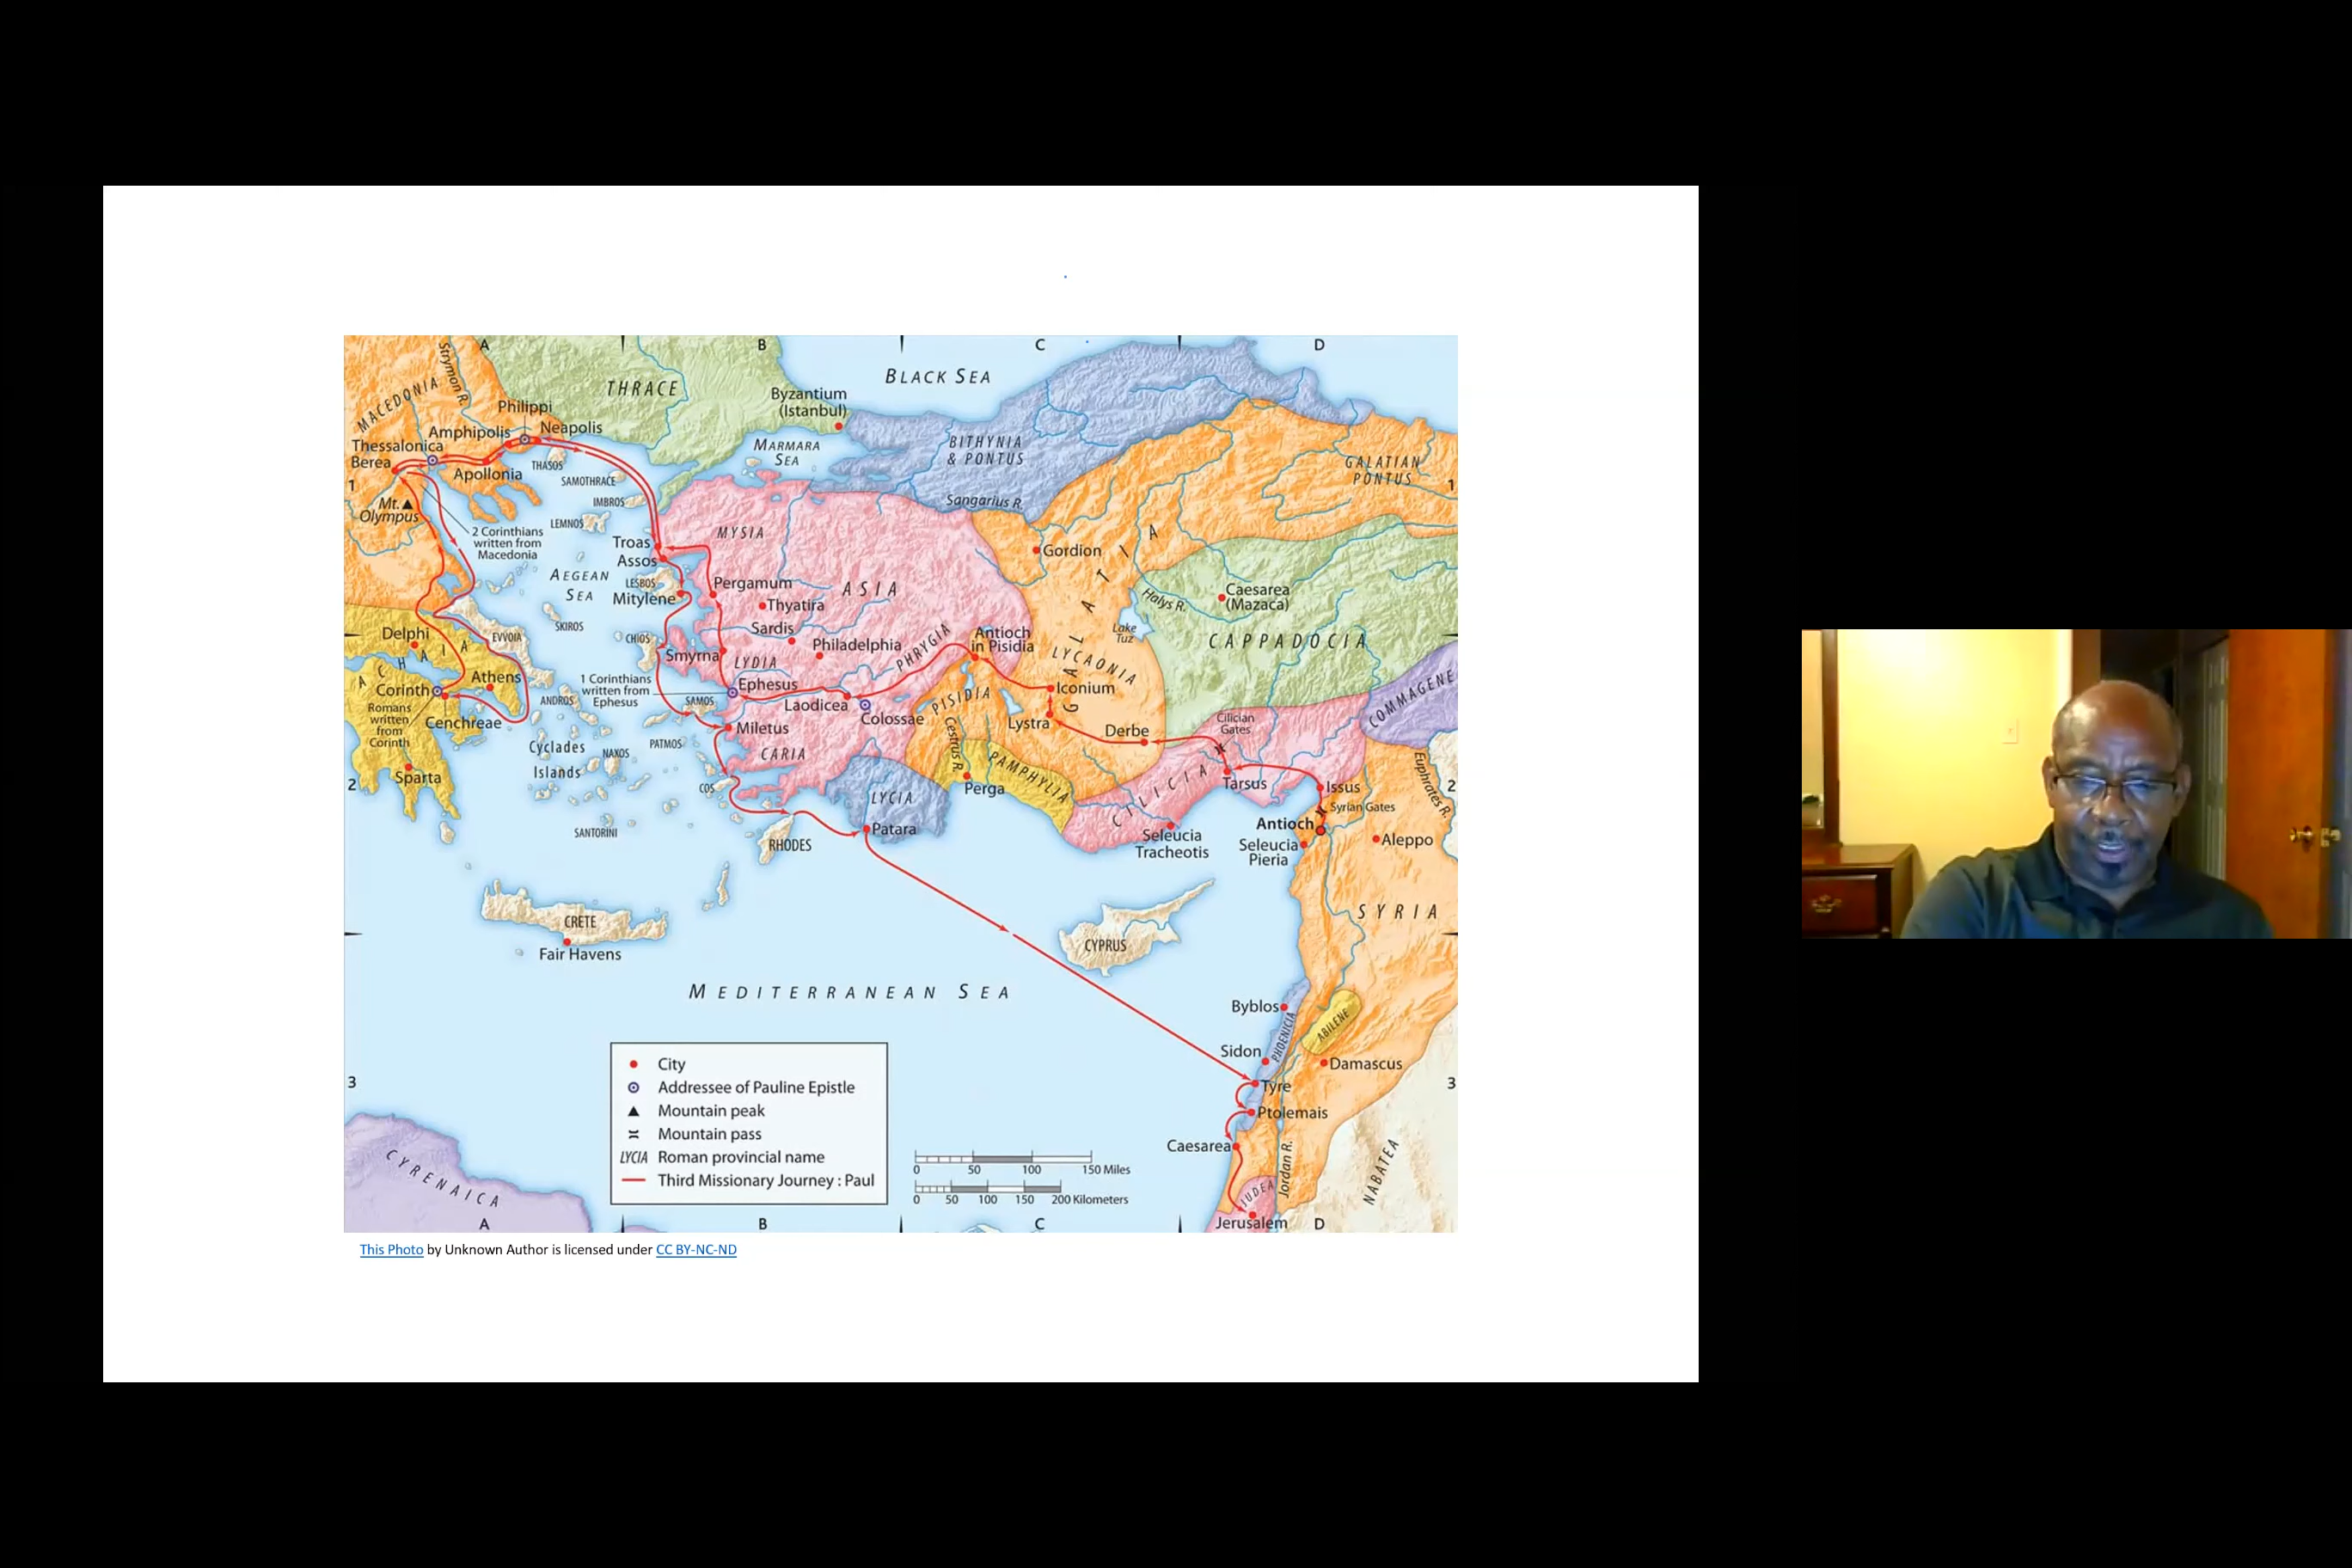 A
B
C
D
BLACK SEA
THRACE
Strymon R.
MACEDONIA
Byzantium
(Istanbul)
Philippi
Neapolis
Amphipolis
Thessalonica
Berea
Apollonia
THASOS
SAMOTHRACE
IMBROS
LEMNOS
MARMARA
SEA
BITHYNIA
& PONTUS
Sangarius R.
GALATIAN
PONTUS
1
1
Mt.
Olympus
2 Corinthians
written from
Macedonia
MYSIA
Troas
Assos
AEGEAN
SEA
LESBOS
Mitylene
Pergamum
Thyatira
ASIA
Gordion
GALATIA
Halys R.
Caesarea
(Mazaca)
Lake
Tuz
CAPPADOCIA
SKIROS
CHIOS
Sardis
Philadelphia
Smyrna
LYDIA
PHRYGIA
Antioch
in Pisidia
LYCAONIA
Delphi
ACHAIA
EVVOIA
Athens
Corinth
Romans
written
from
Corinth
Cenchreae
1 Corinthians
written from
Ephesus
ANDROS
SAMOS
Ephesus
Laodicea
Colossae
PISIDIA
Cestrus R.
Iconium
Lystra
Derbe
Cilician
Gates
COMMAGENE
Miletus
CARIA
PATMOS
Cyclades
Islands
NAXOS
Sparta
2
2
COS
LYCIA
Perga
PAMPHYLIA
CILICIA
Tarsus
Issus
Syrian Gates
Euphrates R.
SANTORINI
RHODES
Patara
Seleucia
Tracheotis
Antioch
Seleucia
Pieria
Aleppo
SYRIA
CRETE
Fair Havens
CYPRUS
MEDITERRANEAN SEA
Byblos
PHOENICIA
ABILENE
Sidon
Damascus
Tyre
Ptolemais
Caesarea
Jordan R.
JUDEA
Jerusalem
NABATEA
3
3
CYRENAICA
City
Addressee of Pauline Epistle
Mountain peak
Mountain pass
LYCIA Roman provincial name
Third Missionary Journey : Paul
0 50 100 150 Miles
0 50 100 150 200 Kilometers
A
B
C
D
This Photo by Unknown Author is licensed under CC BY-NC-ND